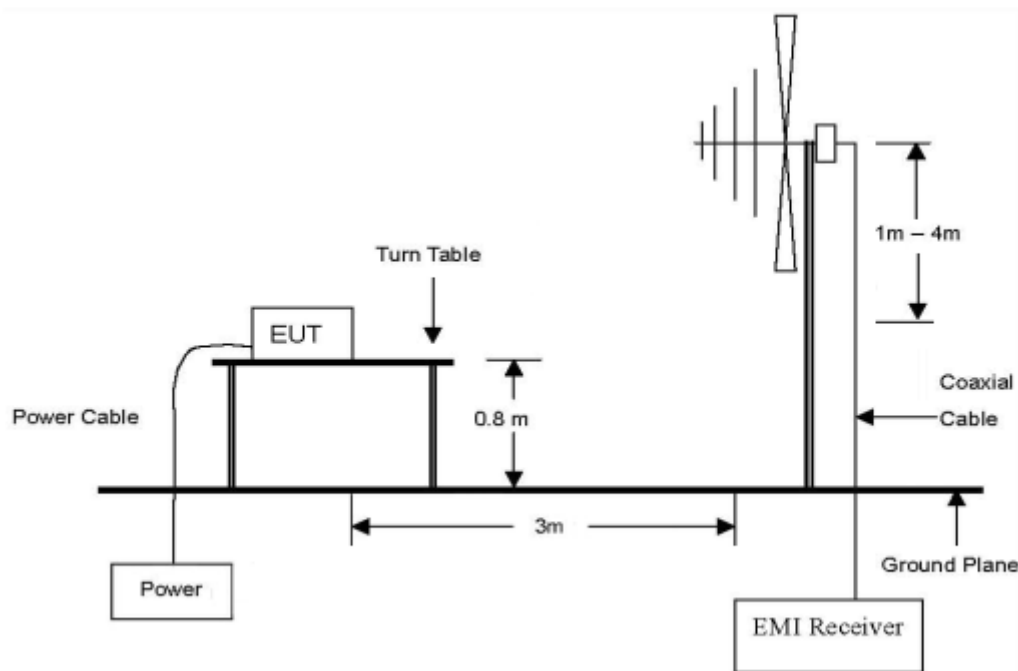 1m – 4m
Turn Table
EUT
Coaxial
Cable
Power Cable
0.8 m
3m
Ground Plane
Power
EMI Receiver